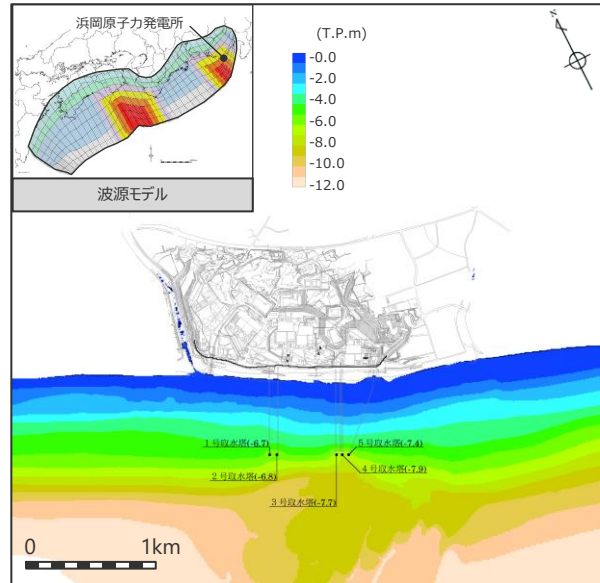 浜岡原子力発電所
波源モデル
(T.P.m)
-0.0
-2.0
-4.0
-6.0
-8.0
-10.0
-12.0
N
1号取水塔(-6.7)
5号取水塔(-7.4)
2号取水塔(-6.8)
4号取水塔(-7.9)
3号取水塔(-7.7)
0 1km